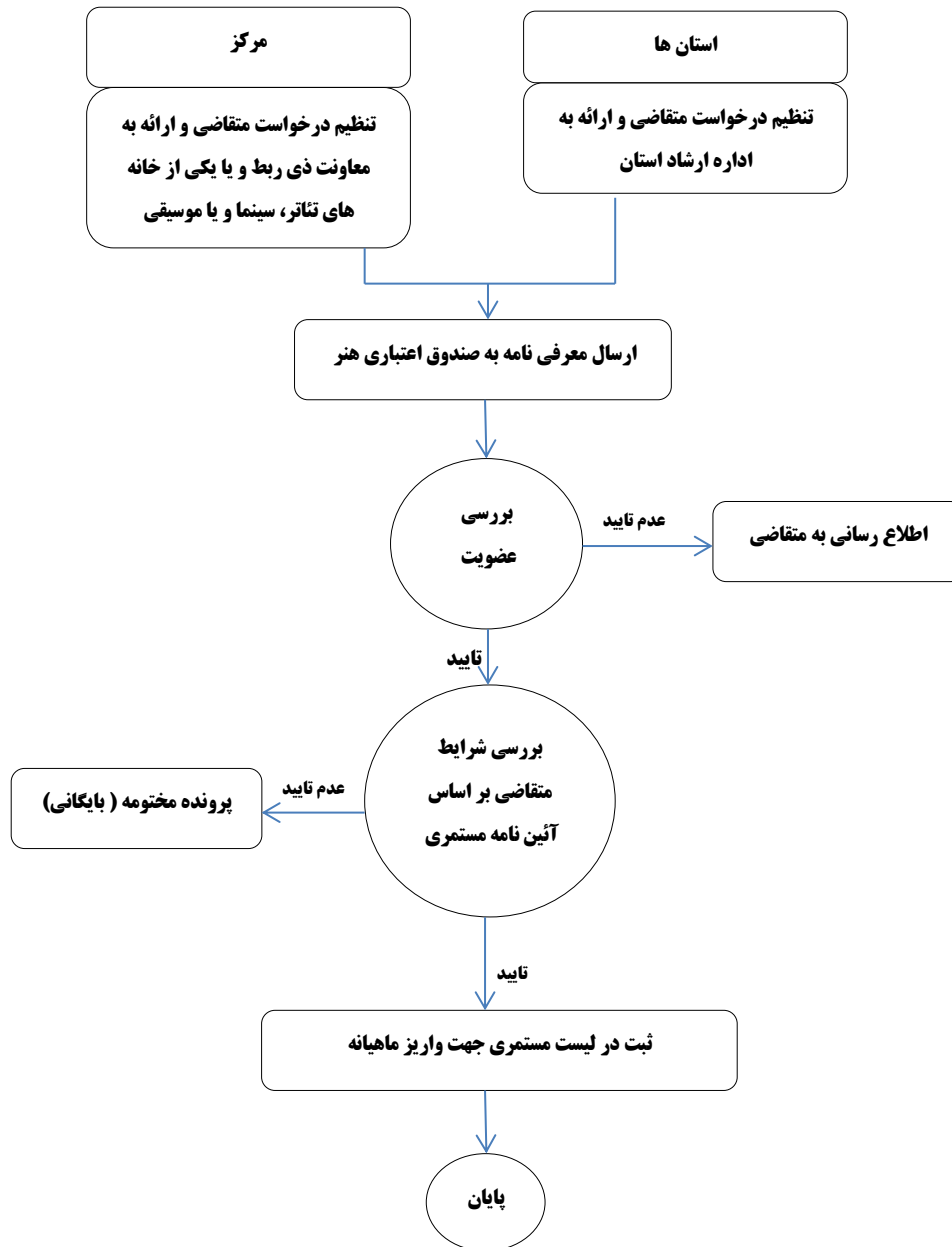 استان ها
تنظیم درخواست متقاضی و ارائه به
اداره ارشاد استان
مرکز
تنظیم درخواست متقاضی و ارائه به
معاونت ذی ربط و یا یکی از خانه
های تئاتر، سینما و یا موسیقی
ارسال معرفی نامه به صندوق اعتباری هنر
بررسی
عضویت
عدم تایید
اطلاع رسانی به متقاضی
تایید
بررسی شرایط
متقاضی بر اساس
آئین نامه مستمری
عدم تایید
پرونده مختومه ( بایگانی)
تایید
ثبت در لیست مستمری جهت واریز ماهیانه
پایان